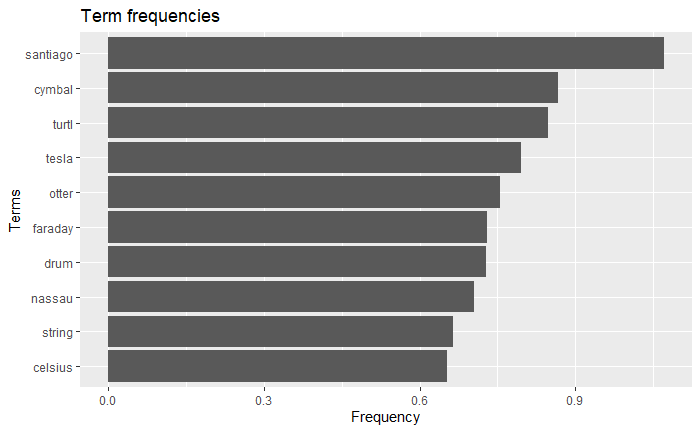 Term frequencies
Terms
santiago
cymbal
turtl
tesla
otter
faraday
drum
nassau
string
celsius
0.0 0.3 0.6 0.9
Frequency